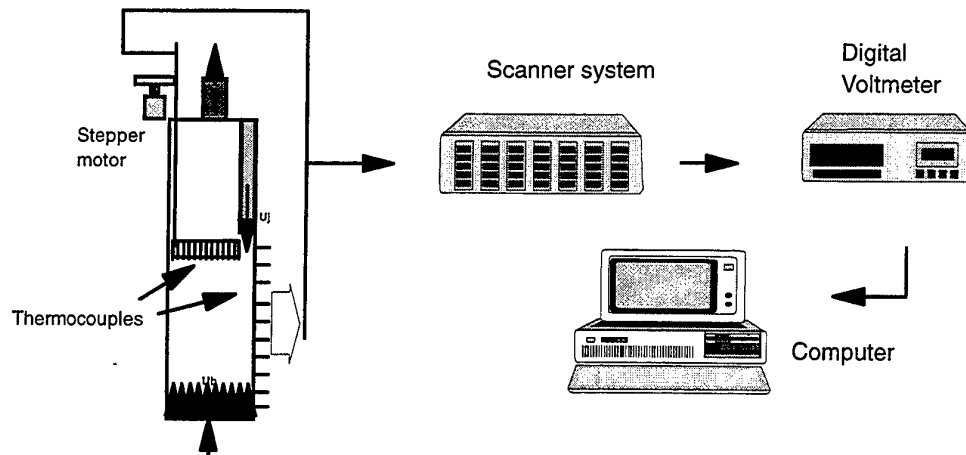 Scanner system
Digital
Voltmeter
Stepper
motor
Uj
Thermocouples
Ub
Computer